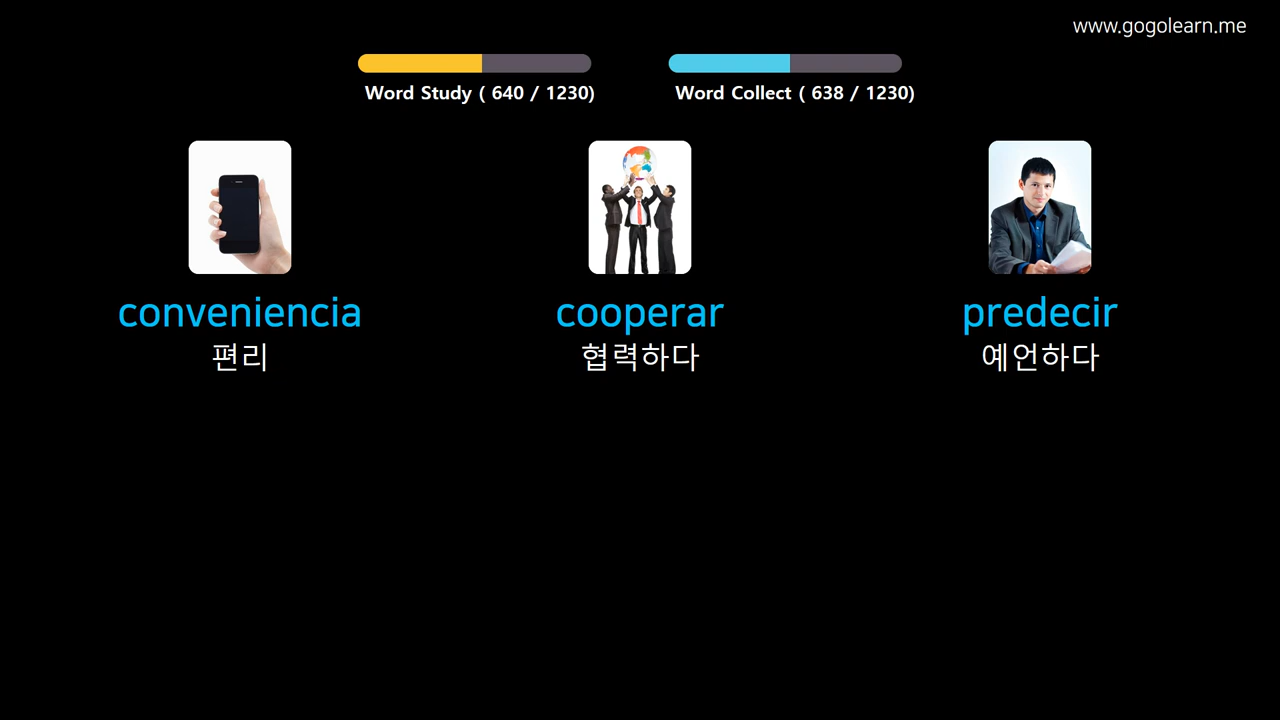 www.gogolearn.me
Word Study ( 640 / 1230)
Word Collect ( 638 / 1230)
conveniencia
편리
cooperar
협력하다
predecir
예언하다